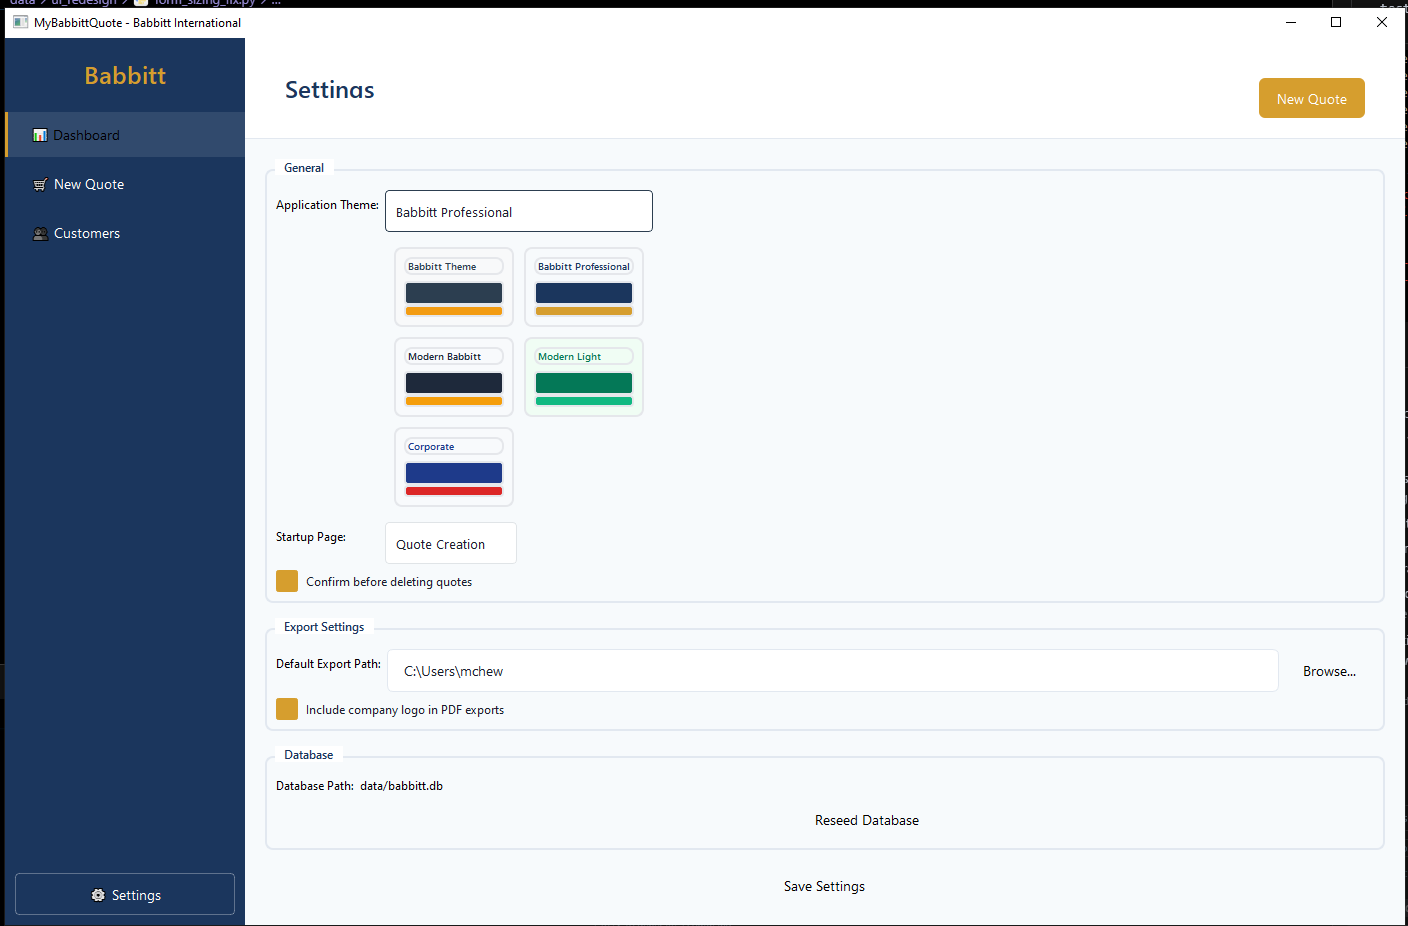 data > ui_redesign > form_sizing_fix.py > ...
MyBabbittQuote - Babbitt International
Babbitt
Dashboard
New Quote
Customers
Settings
Settings
New Quote
General
Application Theme:
Babbitt Professional
Babbitt Theme
Babbitt Professional
Modern Babbitt
Modern Light
Corporate
Startup Page:
Quote Creation
Confirm before deleting quotes
Export Settings
Default Export Path:
C:\Users\mchew
Browse...
Include company logo in PDF exports
Database
Database Path: data/babbitt.db
Reseed Database
Save Settings